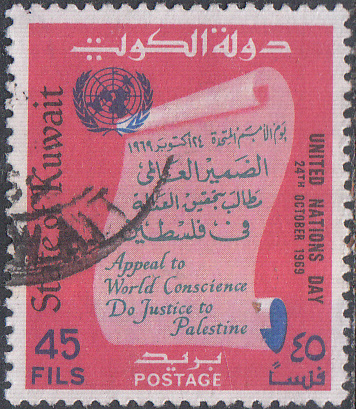 دولة الكويت
State of Kuwait
يوم الأمم المتحدة ٢٤ أكتوبر ١٩٦٩
الضمير العالمي
مطالب بتحقيق العدالة
في فلسطين
Appeal to
World Conscience
Do Justice to
Palestine
UNITED NATIONS DAY
24TH OCTOBER 1969
45
FILS
بريد
POSTAGE
٤٥
فلسًا